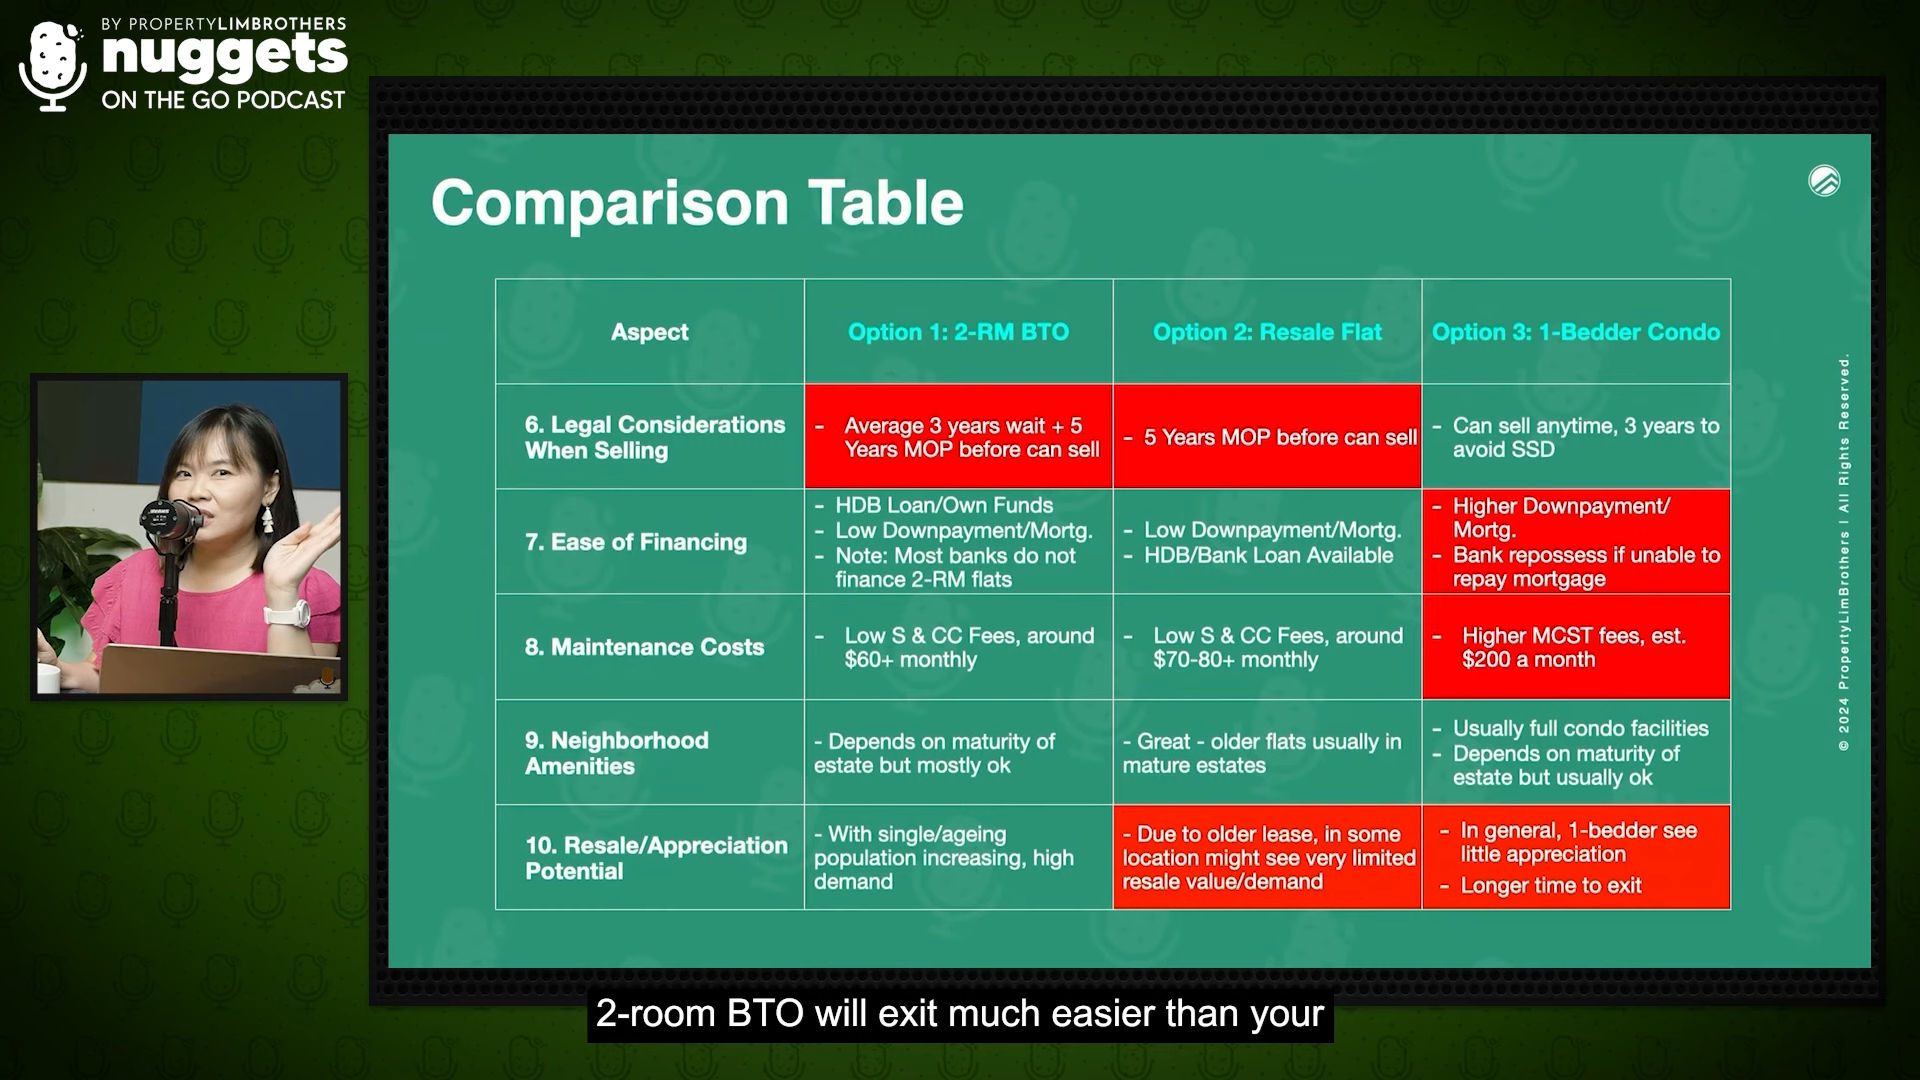 BY PROPERTYLIMBROTHERS
nuggets
ON THE GO PODCAST
Comparison Table
Aspect
Option 1: 2-RM BTO
Option 2: Resale Flat
Option 3: 1-Bedder Condo
6. Legal Considerations
When Selling
- Average 3 years wait + 5
Years MOP before can sell
- 5 Years MOP before can sell
- Can sell anytime, 3 years to
avoid SSD
7. Ease of Financing
- HDB Loan/Own Funds
- Low Downpayment/Mortg.
- Note: Most banks do not
finance 2-RM flats
- Low Downpayment/Mortg.
- HDB/Bank Loan Available
- Higher Downpayment/
Mortg.
- Bank repossess if unable to
repay mortgage
8. Maintenance Costs
- Low S & CC Fees, around
$60+ monthly
- Low S & CC Fees, around
$70-80+ monthly
- Higher MCST fees, est.
$200 a month
9. Neighborhood
Amenities
- Depends on maturity of
estate but mostly ok
- Great - older flats usually in
mature estates
- Usually full condo facilities
- Depends on maturity of
estate but usually ok
10. Resale/Appreciation
Potential
- With single/ageing
population increasing, high
demand
- Due to older lease, in some
location might see very limited
resale value/demand
- In general, 1-bedder see
little appreciation
- Longer time to exit
© 2024 PropertyLimBrothers | All Rights Reserved.
2-room BTO will exit much easier than your